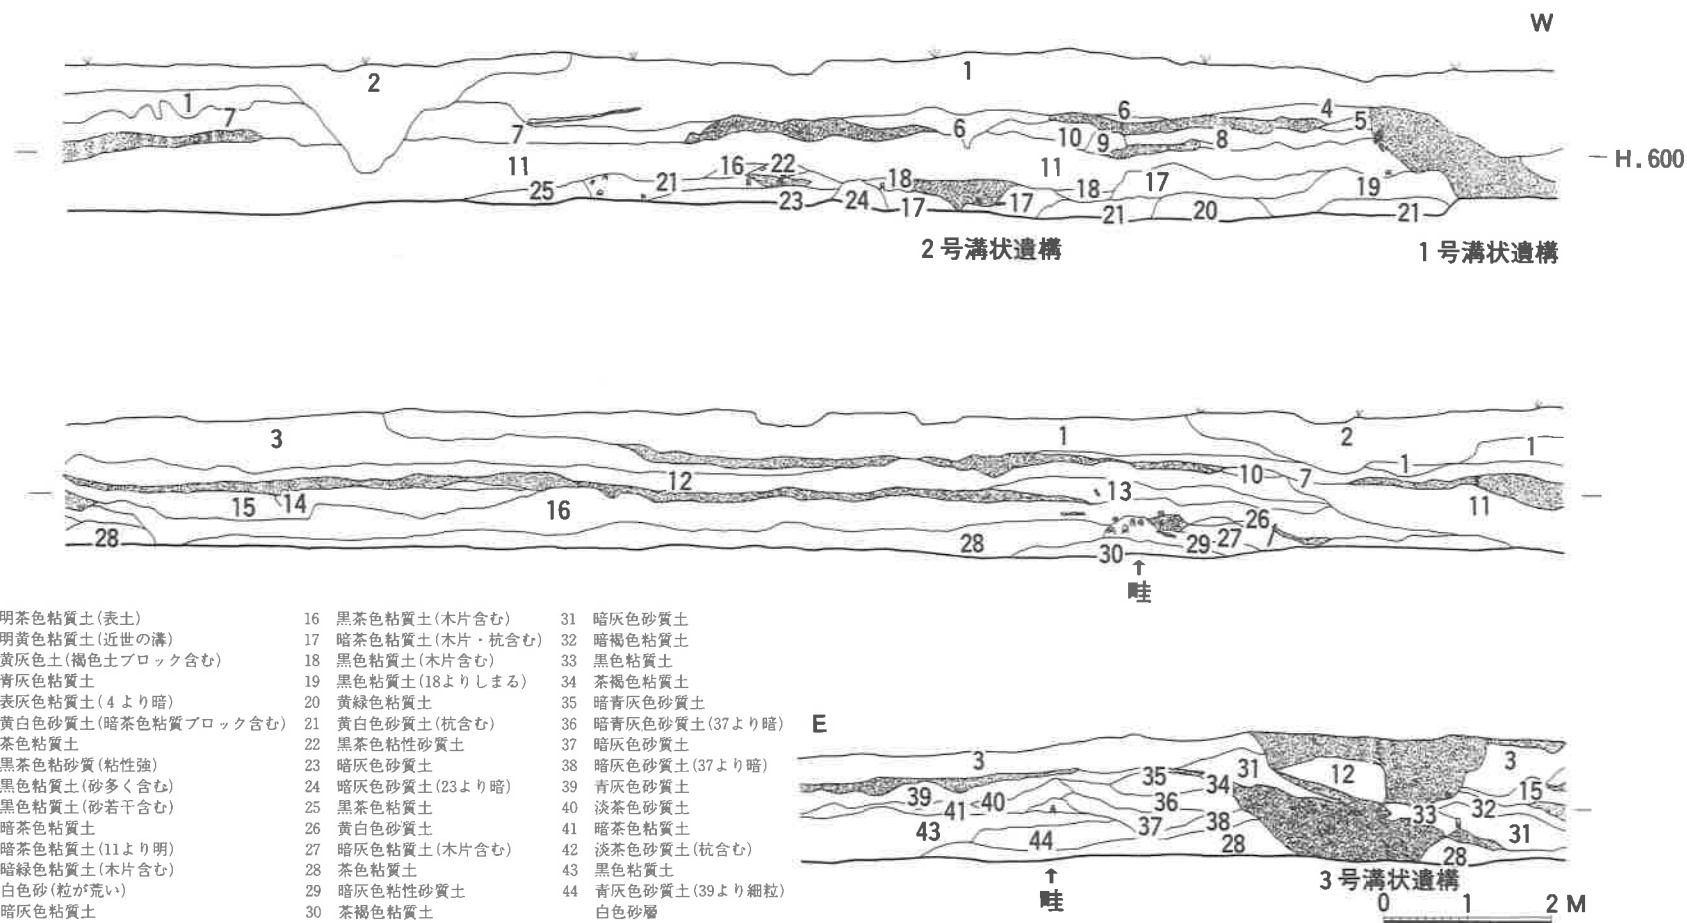 W
2
1
1
7
6
4
5
7
6
10
9
8
11
16
22
11
18
17
25
21
18
19
23
24
17
17
21
20
21
H.600
2号溝状遺構
1号溝状遺構
3
1
2
1
1
12
10
7
15
14
13
11
16
26
28
28
29
27
30
↑
畦
明茶色粘質土(表土)
明黄色粘質土(近世の溝)
黄灰色土(褐色土ブロック含む)
青灰色粘質土
表灰色粘質土(4より暗)
黄白色砂質土(暗茶色粘質ブロック含む)
茶色粘質土
黒茶色粘砂質(粘性強)
黒色粘質土(砂多く含む)
黒色粘質土(砂若干含む)
暗茶色粘質土
暗茶色粘質土(11より明)
暗緑色粘質土(木片含む)
白色砂(粒が荒い)
暗灰色粘質土
16 黒茶色粘質土(木片含む)
17 暗茶色粘質土(木片・杭含む)
18 黒色粘質土(木片含む)
19 黒色粘質土(18よりしまる)
20 黄緑色粘質土
21 黄白色砂質土(杭含む)
22 黒茶色粘性砂質土
23 暗灰色砂質土
24 暗灰色砂質土(23より暗)
25 黒茶色粘質土
26 黄白色砂質土
27 暗灰色粘質土(木片含む)
28 茶色粘質土
29 暗灰色粘性砂質土
30 茶褐色粘質土
31 暗灰色砂質土
32 暗褐色粘質土
33 黒色粘質土
34 茶褐色粘質土
35 暗青灰色砂質土
36 暗青灰色砂質土(37より暗)
37 暗灰色砂質土
38 暗灰色砂質土(37より暗)
39 青灰色砂質土
40 淡茶色砂質土
41 暗茶色粘質土
42 淡茶色砂質土(杭含む)
43 黒色粘質土
44 青灰色砂質土(39より細粒)
白色砂層
E
3
35
31
12
3
34
15
39
41
40
36
33
32
43
37
38
31
44
28
28
↑
畦
3号溝状遺構
0 1 2 M